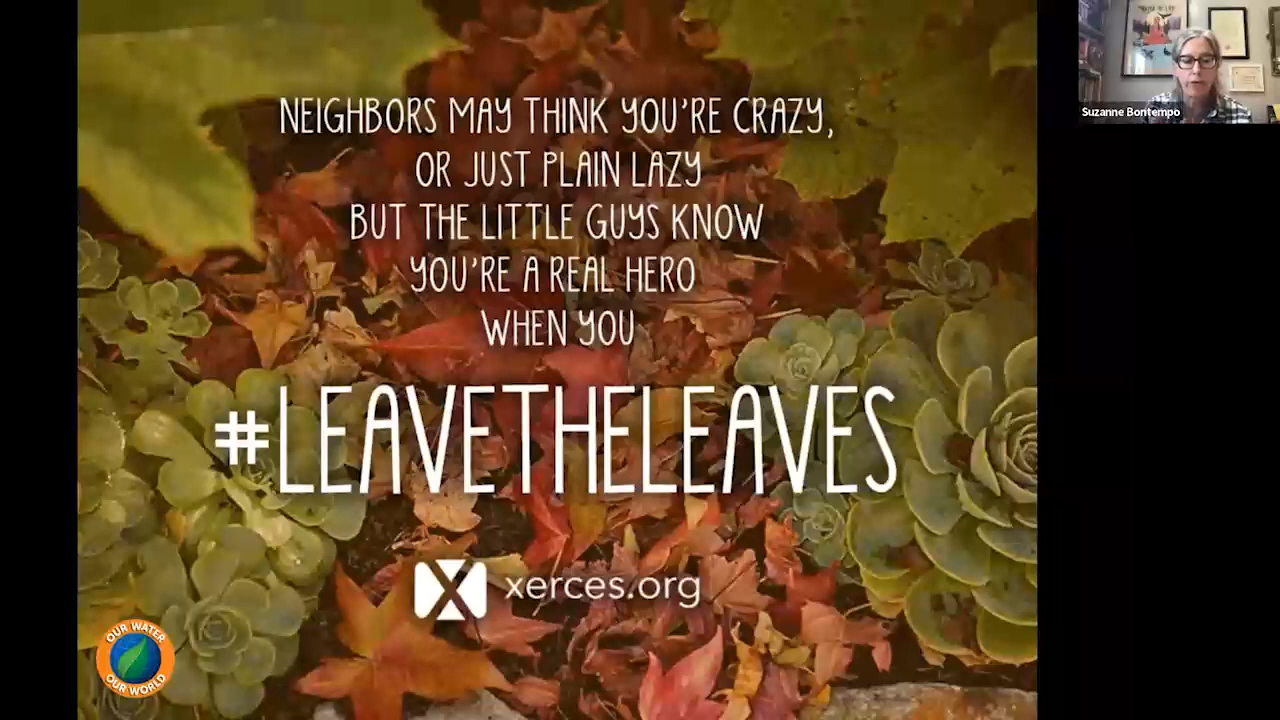 NEIGHBORS MAY THINK YOU'RE CRAZY,
OR JUST PLAIN LAZY
BUT THE LITTLE GUYS KNOW
YOU'RE A REAL HERO
WHEN YOU
#LEAVETHELEAVES
xerces.org
OUR WATER
OUR WORLD
Suzanne Bontempo